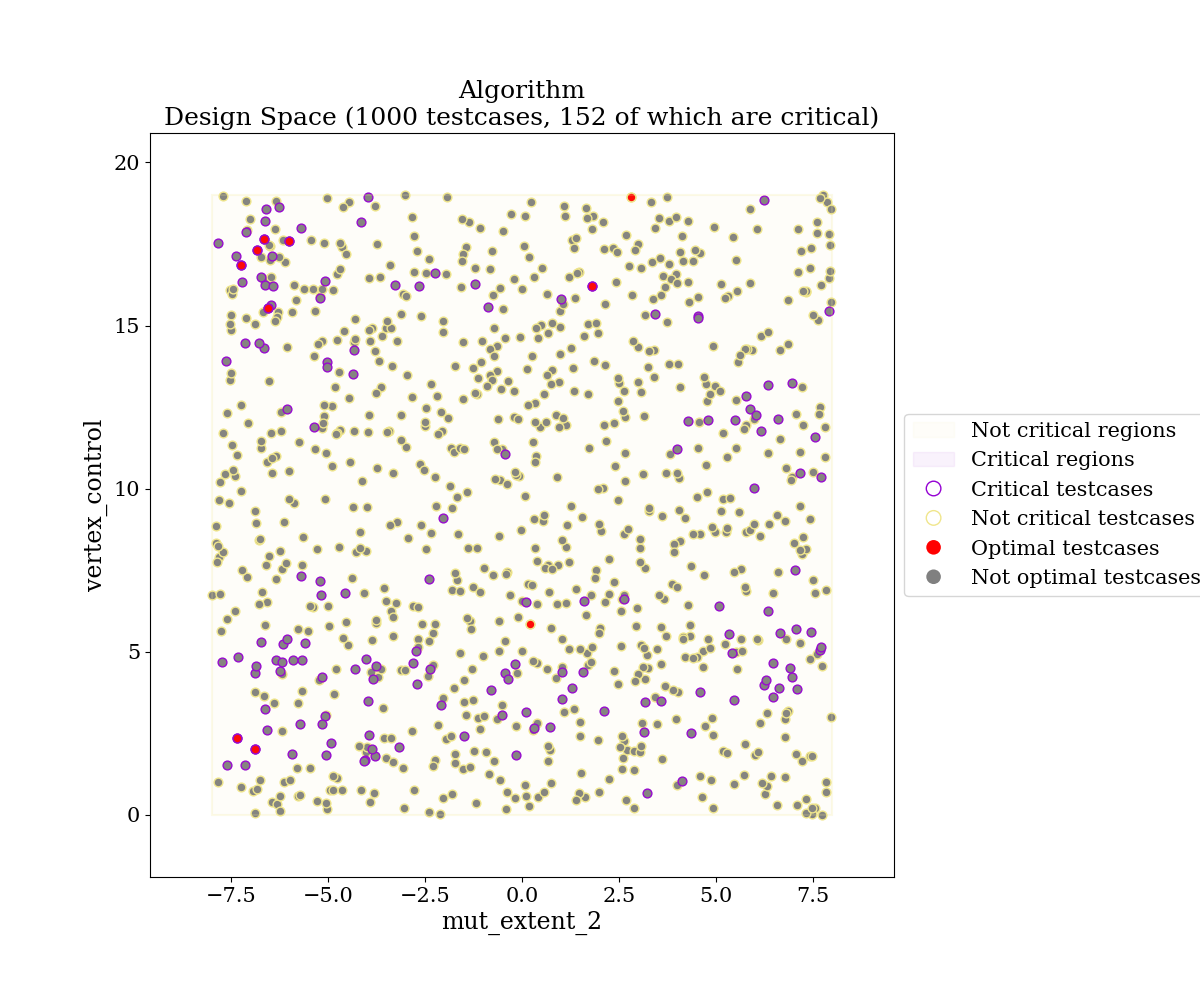 Algorithm
Design Space (1000 testcases, 152 of which are critical)
20
15
10
5
0
vertex_control
−7.5 −5.0 −2.5 0.0 2.5 5.0 7.5
mut_extent_2
Not critical regions
Critical regions
Critical testcases
Not critical testcases
Optimal testcases
Not optimal testcases